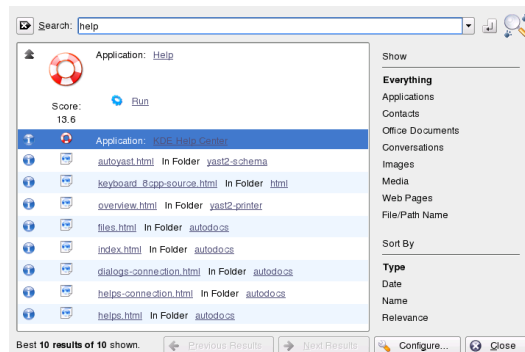 Search: help
Application: Help
Run
Score:
13.6
Application: KDE Help Center
autoyast.html In Folder yast2-schema
keyboard_8cpp-source.html In Folder html
overview.html In Folder yast2-printer
files.html In Folder autodocs
index.html In Folder autodocs
dialogs-connection.html In Folder autodocs
helps-connection.html In Folder autodocs
helps.html In Folder autodocs
Show
Everything
Applications
Contacts
Office Documents
Conversations
Images
Media
Web Pages
File/Path Name
Sort By
Type
Date
Name
Relevance
Best 10 results of 10 shown. Previous Results Next Results Configure... Close